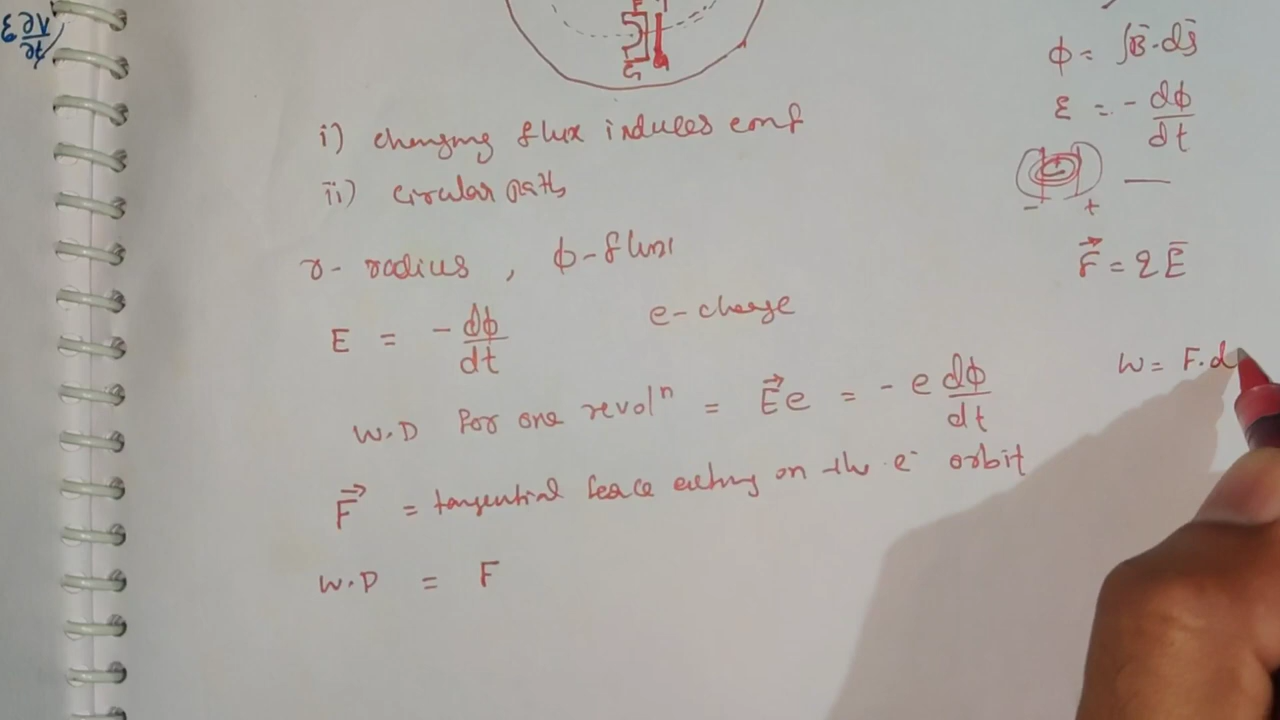 i) changing flux induces emf
ii) circular path
r - radius , ϕ - flux
E = - dϕ/dt e - charge
W.D for one revolⁿ = E⃗e = - e dϕ/dt
F⃗ = tangential force acting on the e⁻ orbit
W.D = F
ϕ = ∫B̄·ds̄
ε = - dϕ/dt
- +
F⃗ = qĒ
W = F.d